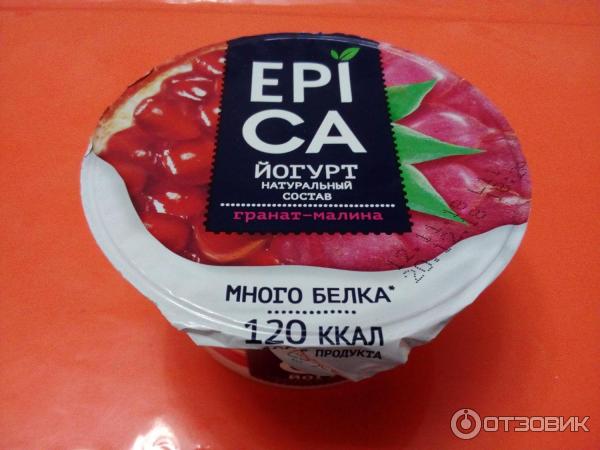 EPI
CA
ЙОГУРТ
НАТУРАЛЬНЫЙ
СОСТАВ
гранат-малина
МНОГО БЕЛКА*
120 ККАЛ
ПРОДУКТА
ОТЗОВИК